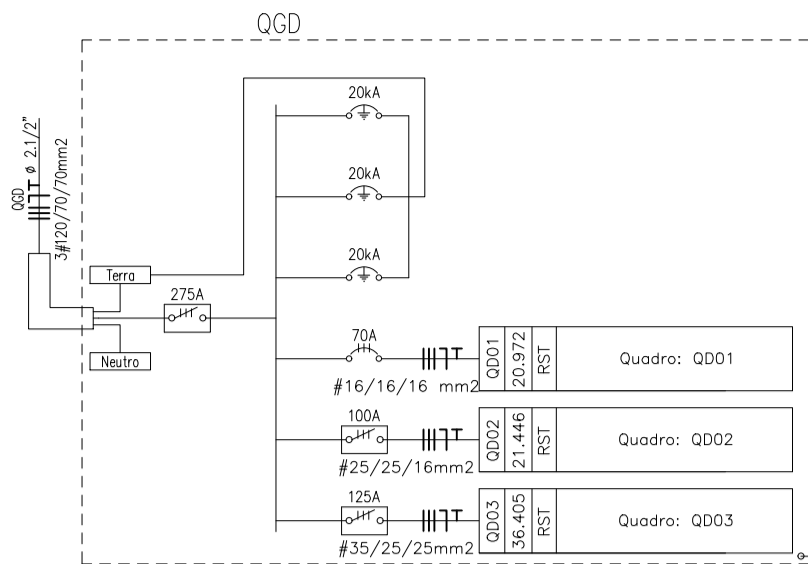 QGD
QGD
ø 2.1/2"
3#120/70/70mm2
Terra
275A
Neutro
20kA
20kA
20kA
70A
#16/16/16 mm2
QD01
20.972
RST
Quadro: QD01
100A
#25/25/16mm2
QD02
21.446
RST
Quadro: QD02
125A
#35/25/25mm2
QD03
36.405
RST
Quadro: QD03